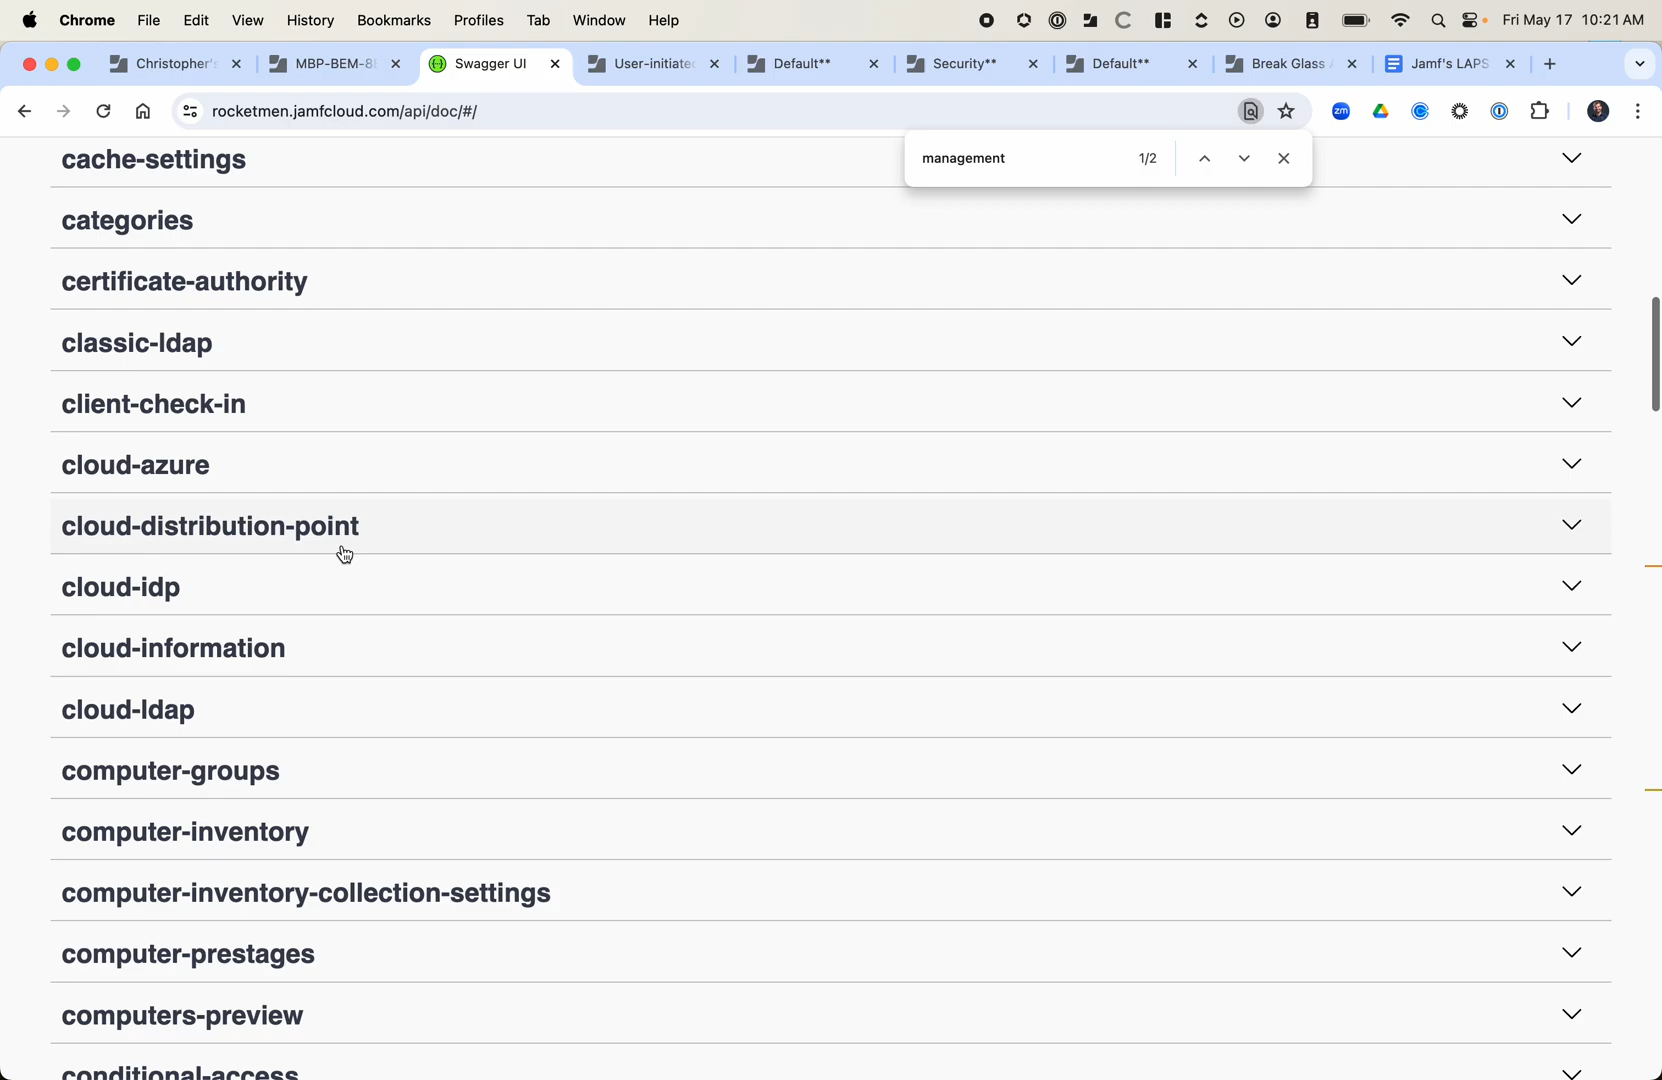 Chrome File Edit View History Bookmarks Profiles Tab Window Help Fri May 17 10:21 AM
Christopher's MBP-BEM-8 Swagger UI User-initiated Default** Security** Default** Break Glass Jamf's LAPS
rocketmen.jamfcloud.com/api/doc/#/
zm
management 1/2
cache-settings
categories
certificate-authority
classic-ldap
client-check-in
cloud-azure
cloud-distribution-point
cloud-idp
cloud-information
cloud-ldap
computer-groups
computer-inventory
computer-inventory-collection-settings
computer-prestages
computers-preview
conditional-access